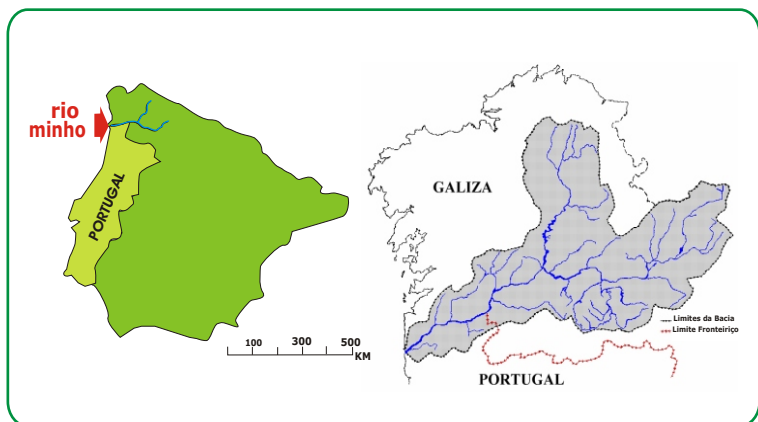 rio
minho
PORTUGAL
100
300
500
KM
GALIZA
Limites da Bacia
Limite Fronteiriço
PORTUGAL